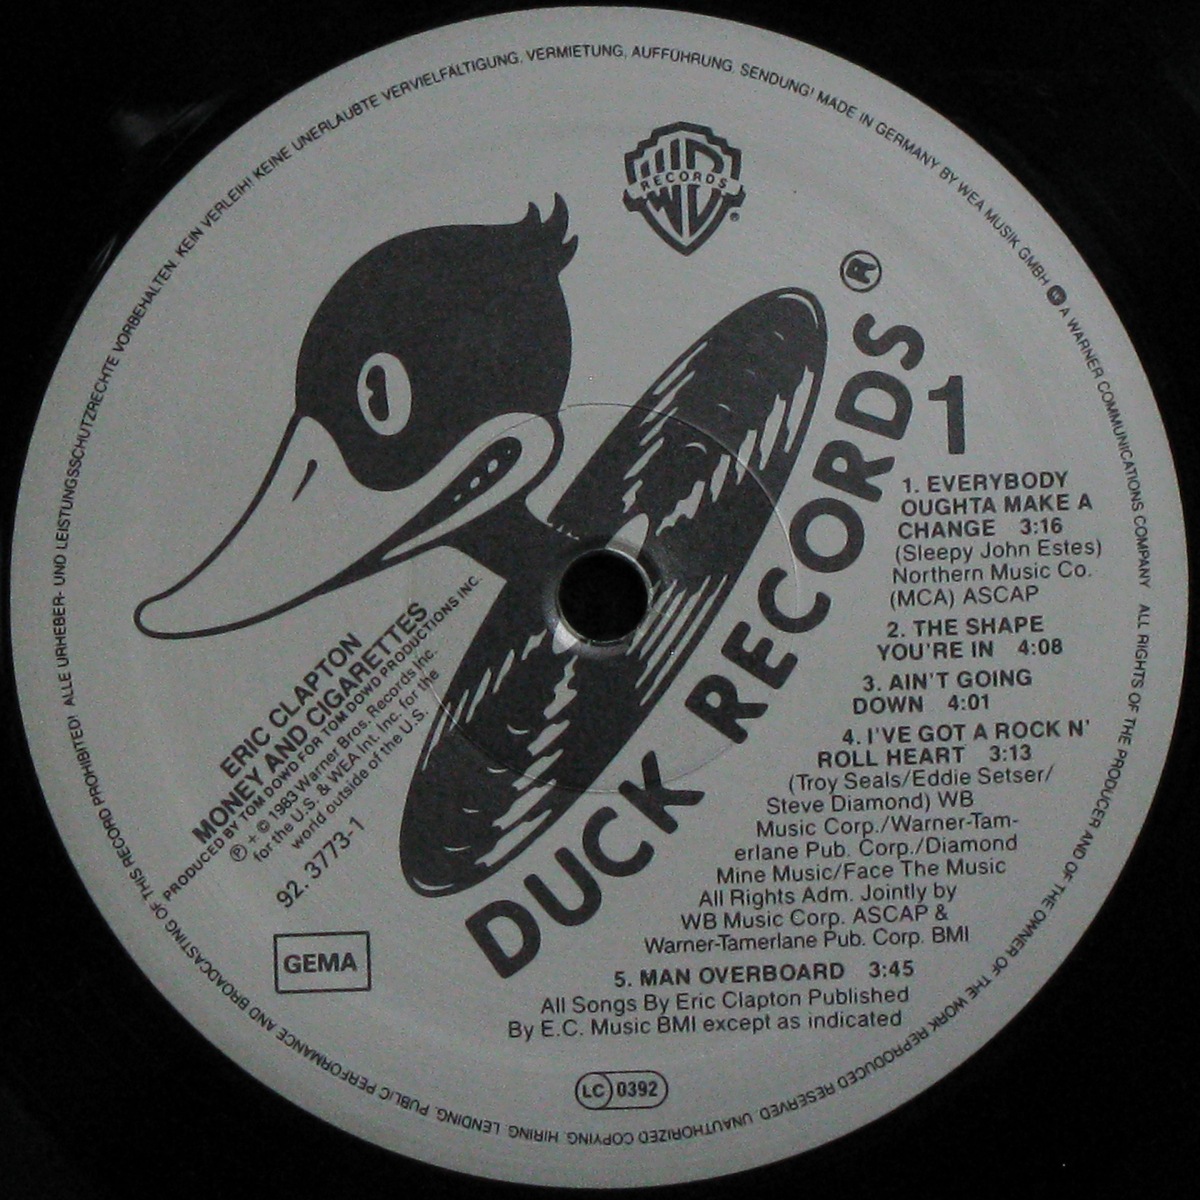 ALLE URHEBER- UND LEISTUNGSSCHUTZRECHTE VORBEHALTEN. KEIN VERLEIH! KEINE UNERLAUBTE VERVIELFÄLTIGUNG, VERMIETUNG, AUFFÜHRUNG, SENDUNG! MADE IN GERMANY BY WEA MUSIK GMBH W A WARNER COMMUNICATIONS COMPANY ALL RIGHTS OF THE PRODUCER AND OF THE OWNER OF THE WORK REPRODUCED RESERVED. UNAUTHORIZED COPYING, HIRING, LENDING, PUBLIC PERFORMANCE AND BROADCASTING OF THIS RECORD PROHIBITED!
WB
RECORDS
®
DUCK RECORDS®
1
1. EVERYBODY
OUGHTA MAKE A
CHANGE 3:16
(Sleepy John Estes)
Northern Music Co.
(MCA) ASCAP
2. THE SHAPE
YOU'RE IN 4:08
3. AIN'T GOING
DOWN 4:01
4. I'VE GOT A ROCK N'
ROLL HEART 3:13
(Troy Seals/Eddie Setser/
Steve Diamond) WB
Music Corp./Warner-Tam-
erlane Pub. Corp./Diamond
Mine Music/Face The Music
All Rights Adm. Jointly by
WB Music Corp. ASCAP &
Warner-Tamerlane Pub. Corp. BMI
5. MAN OVERBOARD 3:45
All Songs By Eric Clapton Published
By E.C. Music BMI except as indicated
ERIC CLAPTON
MONEY AND CIGARETTES
PRODUCED BY TOM DOWD FOR TOM DOWD PRODUCTIONS INC.
℗ + © 1983 Warner Bros. Records Inc.
for the U.S. & WEA Int. Inc. for the
world outside of the U.S.
92. 3773-1
GEMA
LC 0392